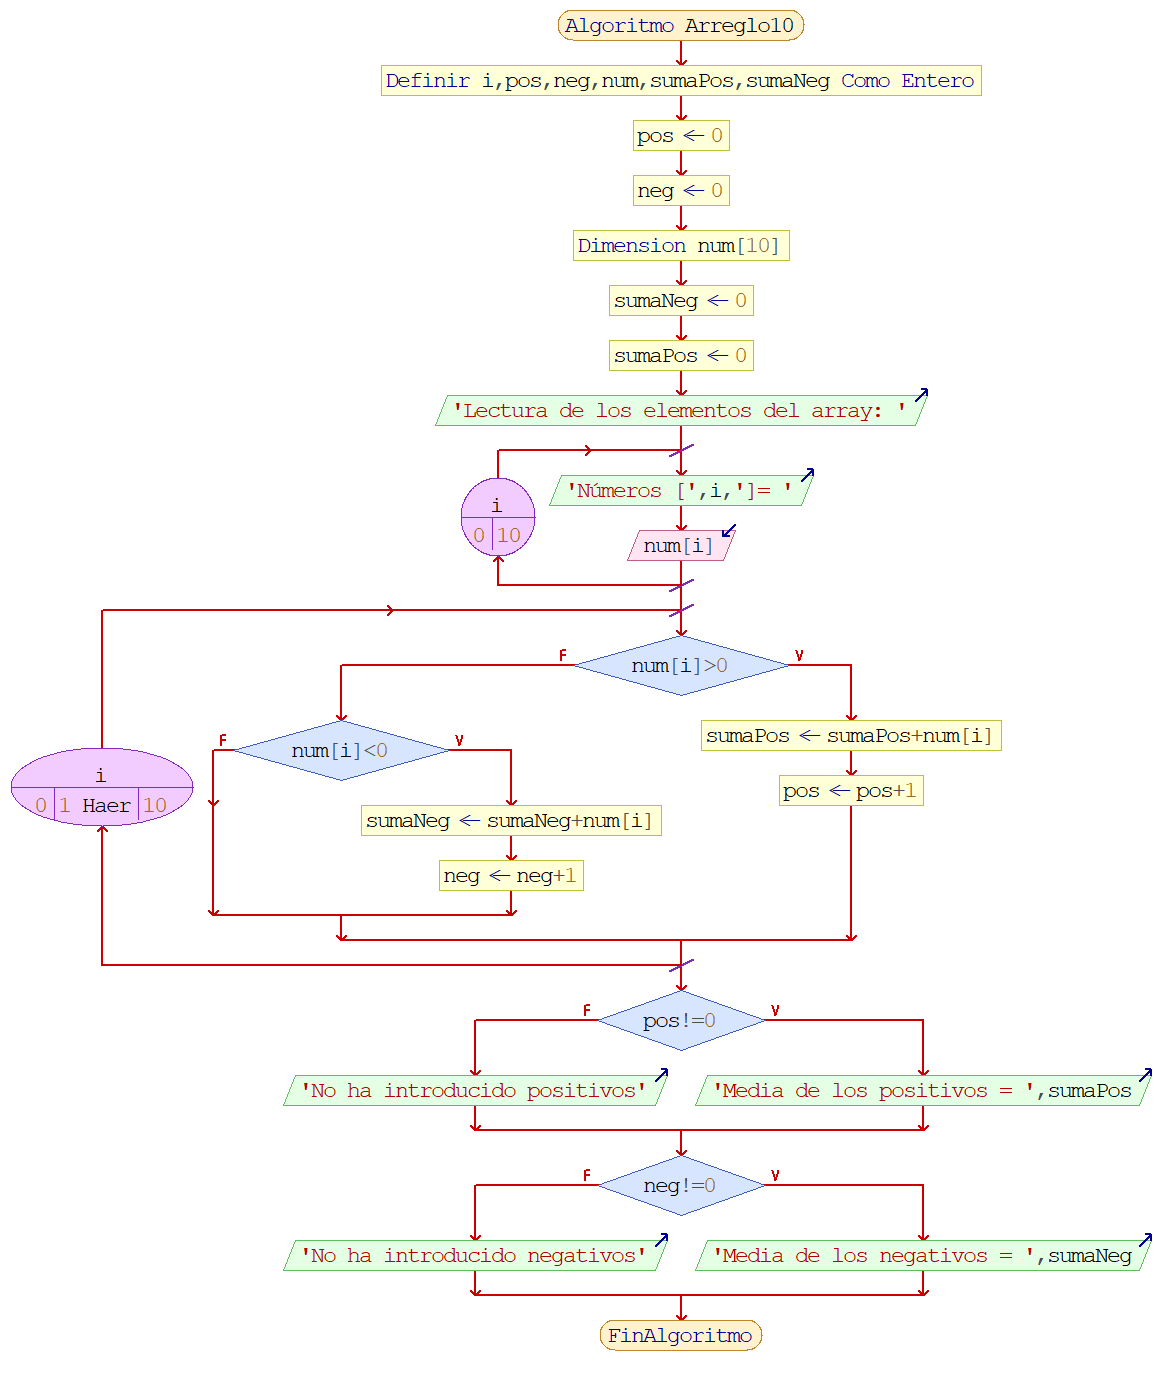 Algoritmo Arreglo10
Definir i,pos,neg,num,sumaPos,sumaNeg Como Entero
pos ← 0
neg ← 0
Dimension num[10]
sumaNeg ← 0
sumaPos ← 0
'Lectura de los elementos del array: '
i
0 10
'Números [',i,']= '
num[i]
F
num[i]>0
V
F
num[i]<0
V
sumaPos ← sumaPos+num[i]
i
0 1 Haer 10
pos ← pos+1
sumaNeg ← sumaNeg+num[i]
neg ← neg+1
F
pos!=0
V
'No ha introducido positivos'
'Media de los positivos = ',sumaPos
F
neg!=0
V
'No ha introducido negativos'
'Media de los negativos = ',sumaNeg
FinAlgoritmo